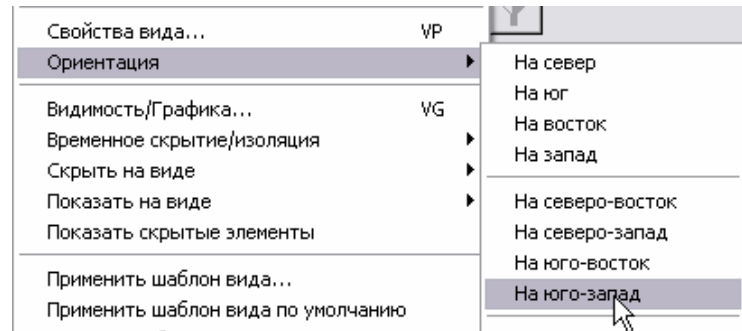 Свойства вида... VP
Ориентация
Видимость/Графика... VG
Временное скрытие/изоляция
Скрыть на виде
Показать на виде
Показать скрытые элементы
Применить шаблон вида...
Применить шаблон вида по умолчанию
На север
На юг
На восток
На запад
На северо-восток
На северо-запад
На юго-восток
На юго-запад